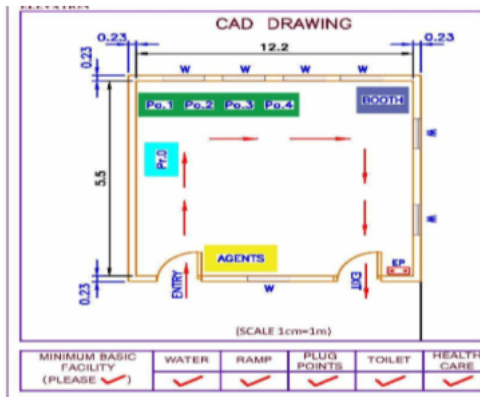 ELEVATION
CAD DRAWING
0.23
12.2
0.23
W W W W
0.23
Po.1 Po.2 Po.3 Po.4
BOOTH
W
Pr.0
5.5
W
AGENTS
EP
ENTRY
EXIT
0.23
W
(SCALE 1cm=1m)
MINIMUM BASIC FACILITY (PLEASE ✓)
WATER
RAMP
PLUG POINTS
TOILET
HEALTH CARE
✓ ✓ ✓ ✓ ✓